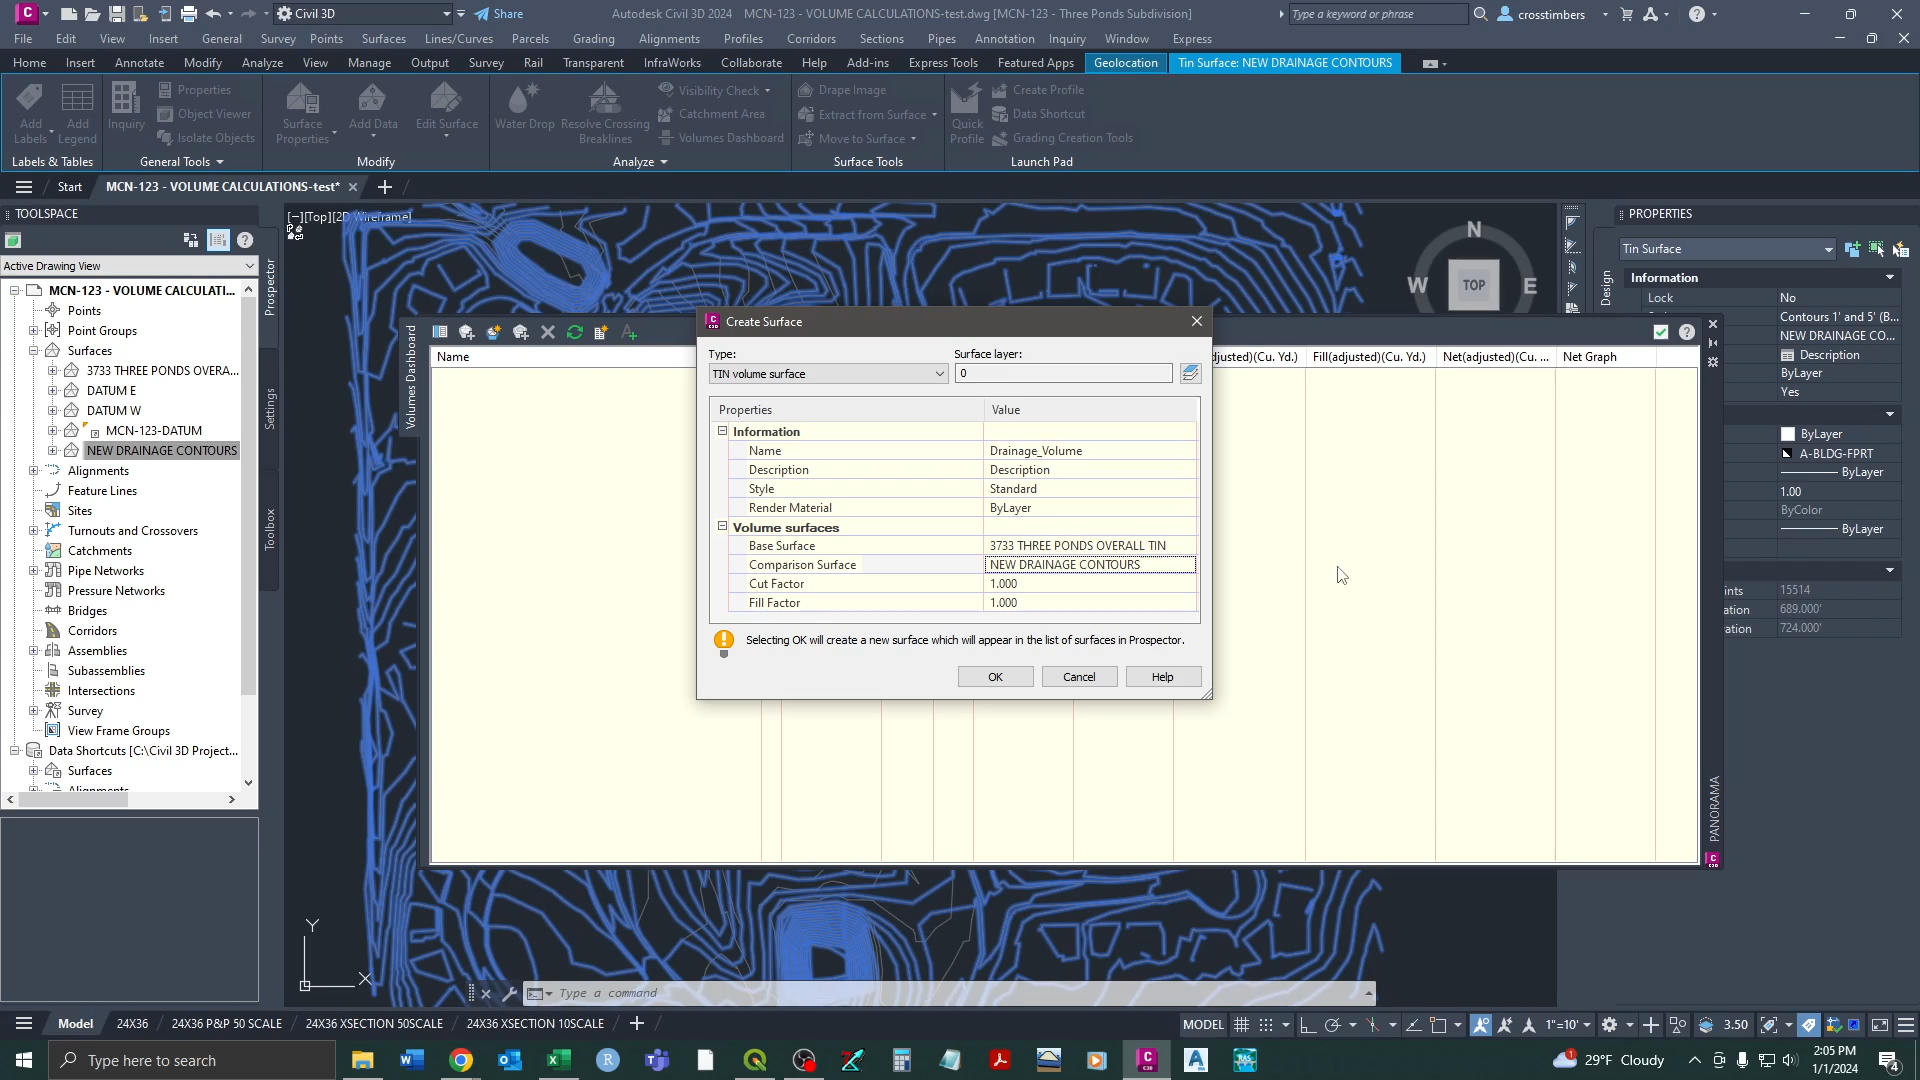 Civil 3D
Share
Autodesk Civil 3D 2024 MCN-123 - VOLUME CALCULATIONS-test.dwg [MCN-123 - Three Ponds Subdivision]
Type a keyword or phrase
crosstimbers
File Edit View Insert General Survey Points Surfaces Lines/Curves Parcels Grading Alignments Profiles Corridors Sections Pipes Annotation Inquiry Window Express
Home Insert Annotate Modify Analyze View Manage Output Survey Rail Transparent InfraWorks Collaborate Help Add-ins Express Tools Featured Apps Geolocation Tin Surface: NEW DRAINAGE CONTOURS
Add Labels
Add Legend
Inquiry
Properties
Object Viewer
Isolate Objects
Surface Properties
Add Data
Edit Surface
Water Drop
Resolve Crossing Breaklines
Visibility Check
Catchment Area
Volumes Dashboard
Drape Image
Extract from Surface
Move to Surface
Quick Profile
Create Profile
Data Shortcut
Grading Creation Tools
Labels & Tables General Tools Modify Analyze Surface Tools Launch Pad
Start MCN-123 - VOLUME CALCULATIONS-test*
TOOLSPACE
Active Drawing View
MCN-123 - VOLUME CALCULATI...
Points
Point Groups
Surfaces
3733 THREE PONDS OVERA...
DATUM E
DATUM W
MCN-123-DATUM
NEW DRAINAGE CONTOURS
Alignments
Feature Lines
Sites
Turnouts and Crossovers
Catchments
Pipe Networks
Pressure Networks
Bridges
Corridors
Assemblies
Subassemblies
Intersections
Survey
View Frame Groups
Data Shortcuts [C:\Civil 3D Project...
Surfaces
Alignments
Prospector
Settings
Toolbox
[−][Top][2D Wireframe]
N
W TOP E
Volumes Dashboard
Name
djusted)(Cu. Yd.) Fill(adjusted)(Cu. Yd.) Net(adjusted)(Cu. ... Net Graph
PANORAMA
Create Surface
Type:
Surface layer:
TIN volume surface
0
Properties Value
Information
Name Drainage_Volume
Description Description
Style Standard
Render Material ByLayer
Volume surfaces
Base Surface 3733 THREE PONDS OVERALL TIN
Comparison Surface NEW DRAINAGE CONTOURS
Cut Factor 1.000
Fill Factor 1.000
Selecting OK will create a new surface which will appear in the list of surfaces in Prospector.
OK Cancel Help
PROPERTIES
Tin Surface
Design
Information
Lock No
Contours 1' and 5' (B...
NEW DRAINAGE CO...
Description
ByLayer
Yes
ByLayer
A-BLDG-FPRT
ByLayer
1.00
ByColor
ByLayer
ints 15514
ation 689.000'
ration 724.000'
Y
X
Type a command
Model 24X36 24X36 P&P 50 SCALE 24X36 XSECTION 50SCALE 24X36 XSECTION 10SCALE
MODEL 1"=10' 3.50
Type here to search
29°F Cloudy
2:05 PM
1/1/2024
4